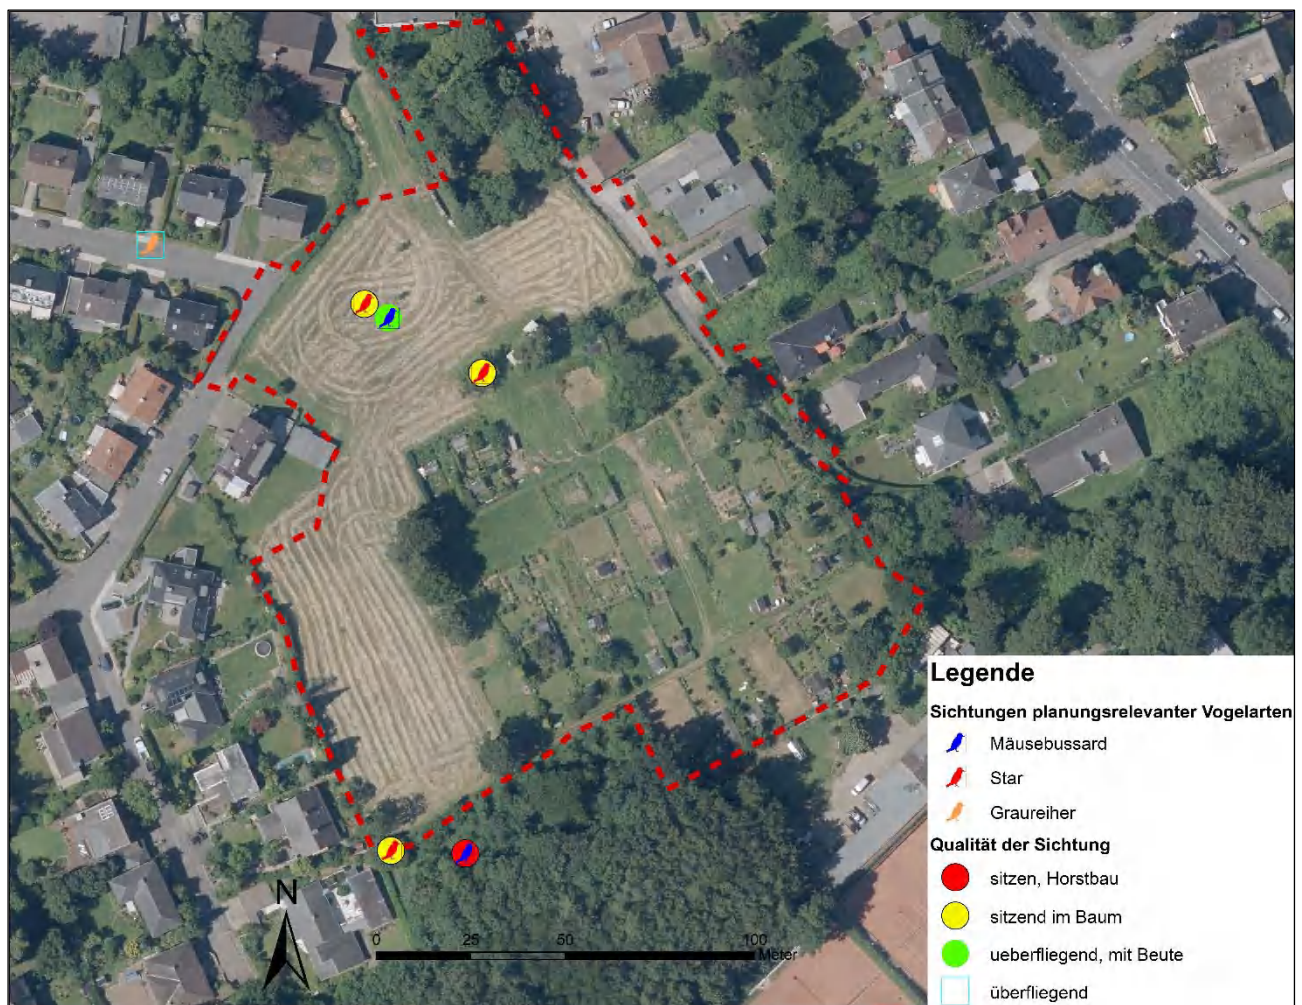 Legende
Sichtungen planungsrelevanter Vogelarten
Mäusebussard
Star
Graureiher
Qualität der Sichtung
sitzen, Horstbau
sitzend im Baum
ueberfliegend, mit Beute
überfliegend
N
0 25 50 100
Meter